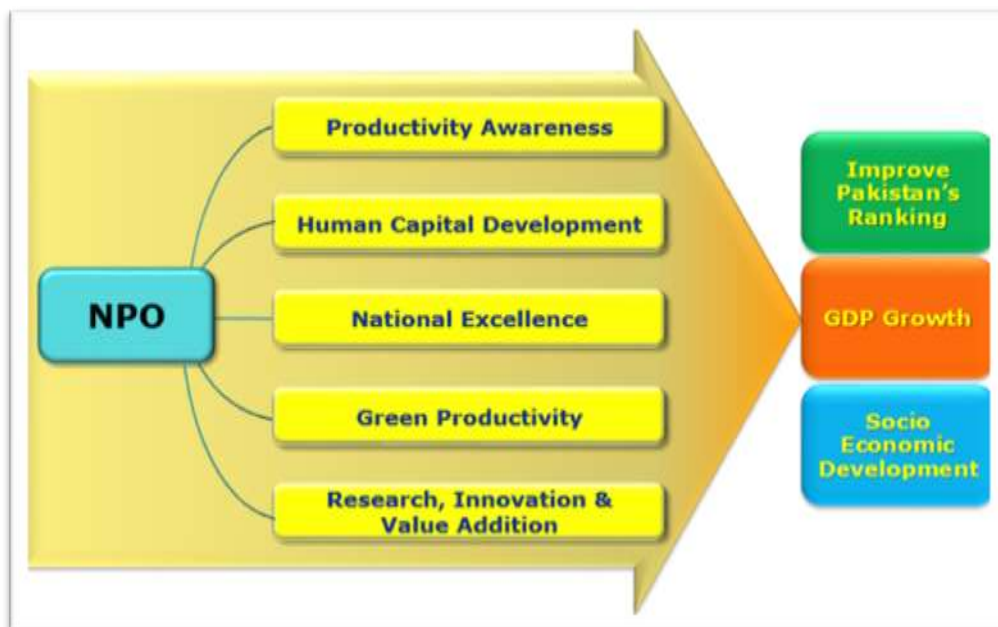 NPO
Productivity Awareness
Human Capital Development
National Excellence
Green Productivity
Research, Innovation &
Value Addition
Improve
Pakistan's
Ranking
GDP Growth
Socio
Economic
Development